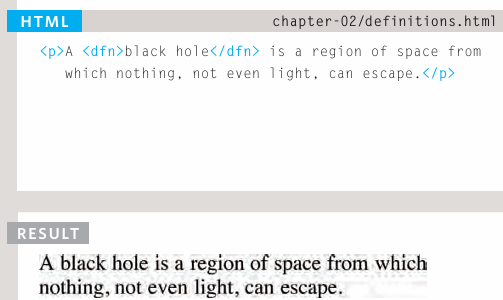 HTML
chapter-02/definitions.html
<p>A <dfn>black hole</dfn> is a region of space from
which nothing, not even light, can escape.</p>
RESULT
A black hole is a region of space from which
nothing, not even light, can escape.